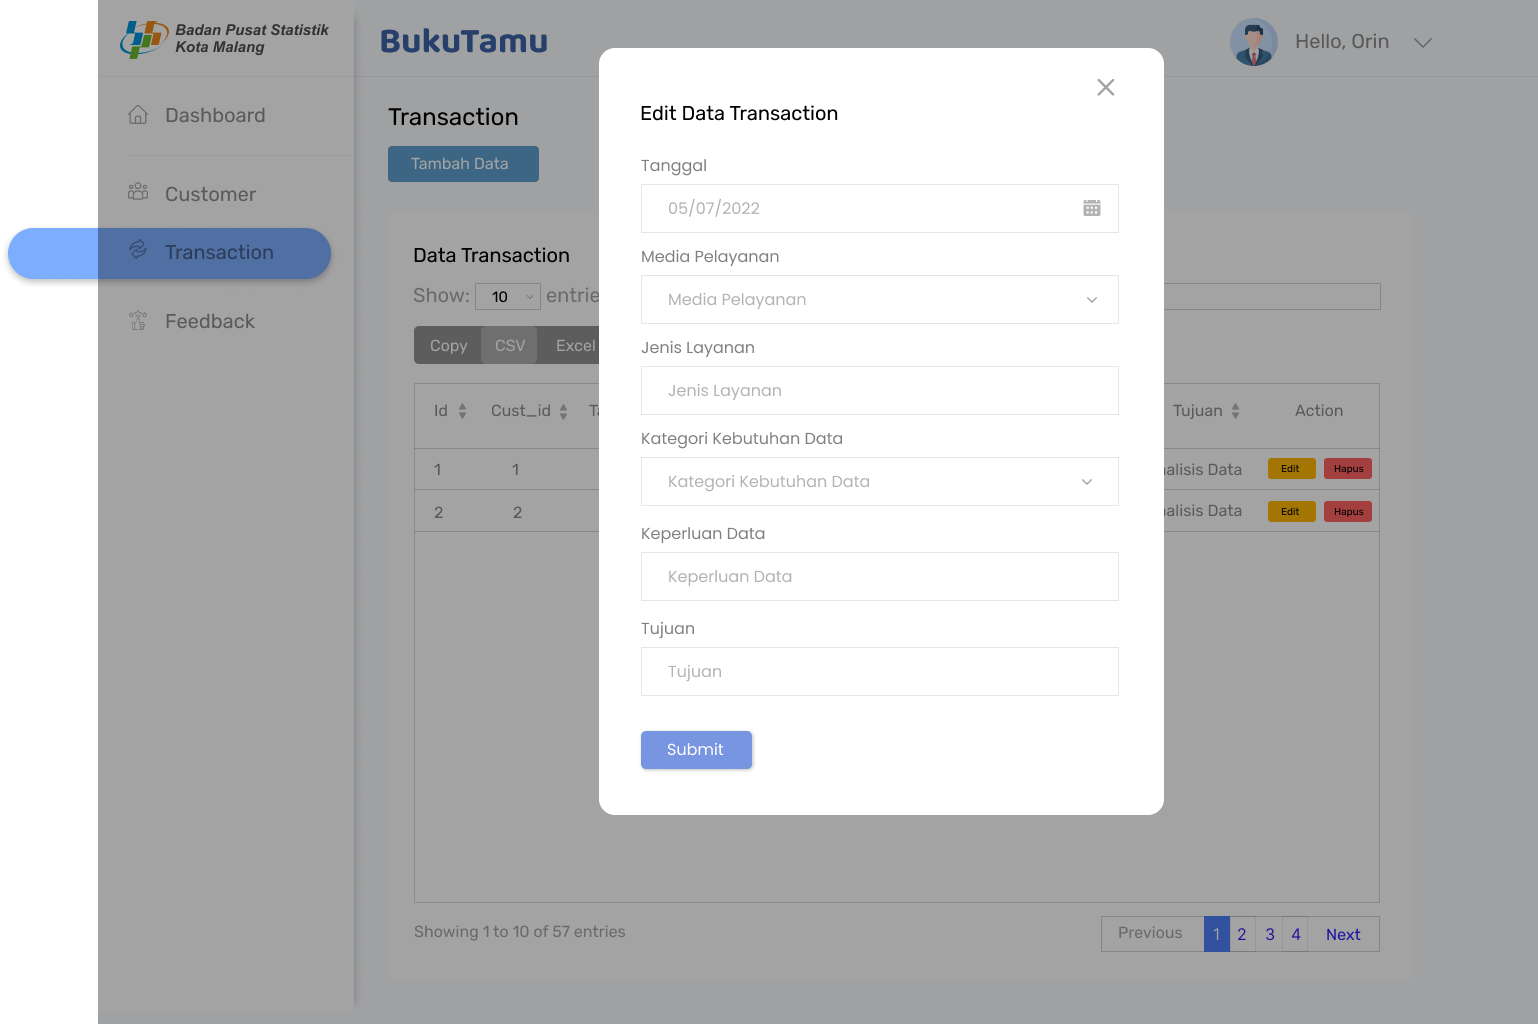 Badan Pusat Statistik
Kota Malang
BukuTamu
Hello, Orin
Dashboard
Customer
Transaction
Feedback
Transaction
Tambah Data
Data Transaction
Show: 10
Copy CSV Excel
Id Cust_id Tujuan Action
1 1 Data Edit Hapus
2 2 Data Edit Hapus
Showing 1 to 10 of 57 entries
Previous 1 2 3 4 Next
Edit Data Transaction
Tanggal
05/07/2022
Media Pelayanan
Media Pelayanan
Jenis Layanan
Jenis Layanan
Kategori Kebutuhan Data
Kategori Kebutuhan Data
Keperluan Data
Keperluan Data
Tujuan
Tujuan
Submit